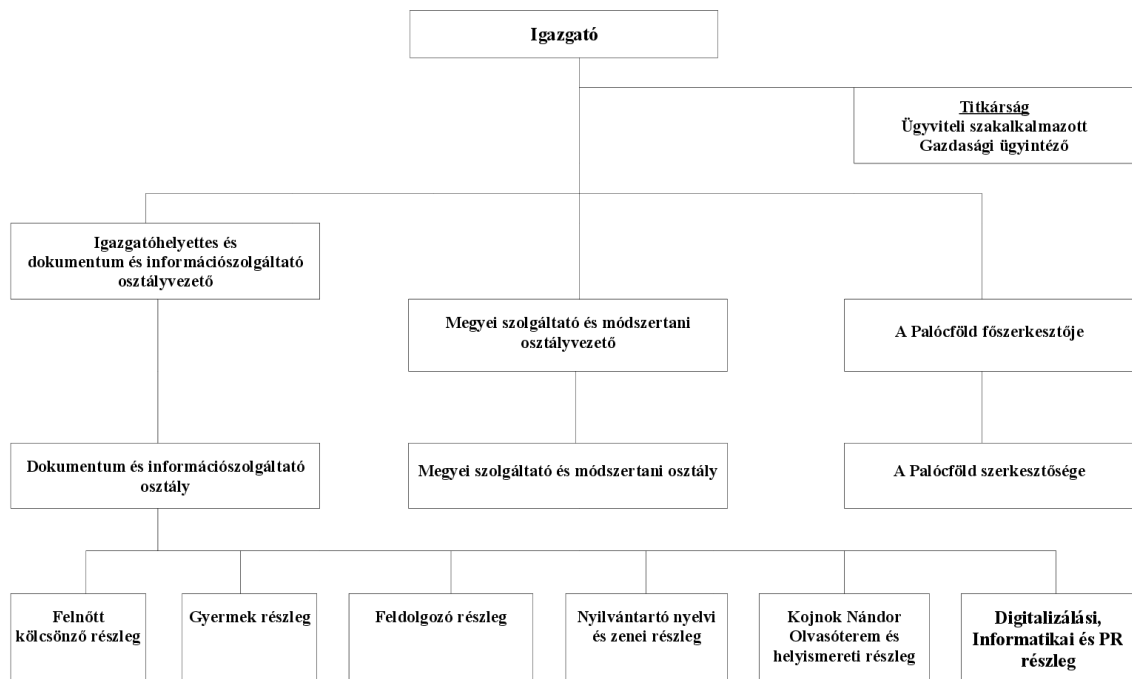 Igazgató
Titkárság
Ügyviteli szakalkalmazott
Gazdasági ügyintéző
Igazgatóhelyettes és
dokumentum és információszolgáltató
osztályvezető
Megyei szolgáltató és módszertani
osztályvezető
A Palócföld főszerkesztője
Dokumentum és információszolgáltató
osztály
Megyei szolgáltató és módszertani osztály
A Palócföld szerkesztősége
Felnőtt
kölcsönző részleg
Gyermek részleg
Feldolgozó részleg
Nyilvántartó nyelvi
és zenei részleg
Kojnok Nándor
Olvasóterem és
helyismereti részleg
Digitalizálási,
Informatikai és PR
részleg